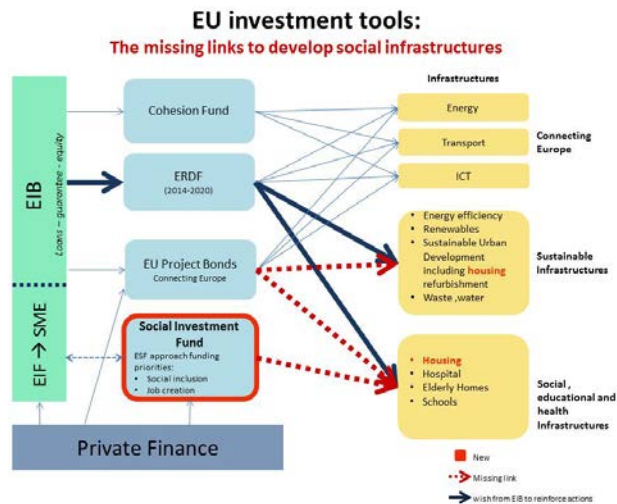 EU investment tools:
The missing links to develop social infrastructures
Infrastructures
EIB
Loans – guarantee - equity
EIF → SME
Cohesion Fund
ERDF
(2014-2020)
EU Project Bonds
Connecting Europe
Social Investment
Fund
ESF approach funding
priorities:
• Social inclusion
• Job creation
Private Finance
Energy
Transport
ICT
Connecting
Europe
• Energy efficiency
• Renewables
• Sustainable Urban
Development
including housing
refurbishment
• Waste ,water
Sustainable
Infrastructures
• Housing
• Hospital
• Elderly Homes
• Schools
Social ,
educational and
health
Infrastructures
New
Missing link
wish from EIB to reinforce actions